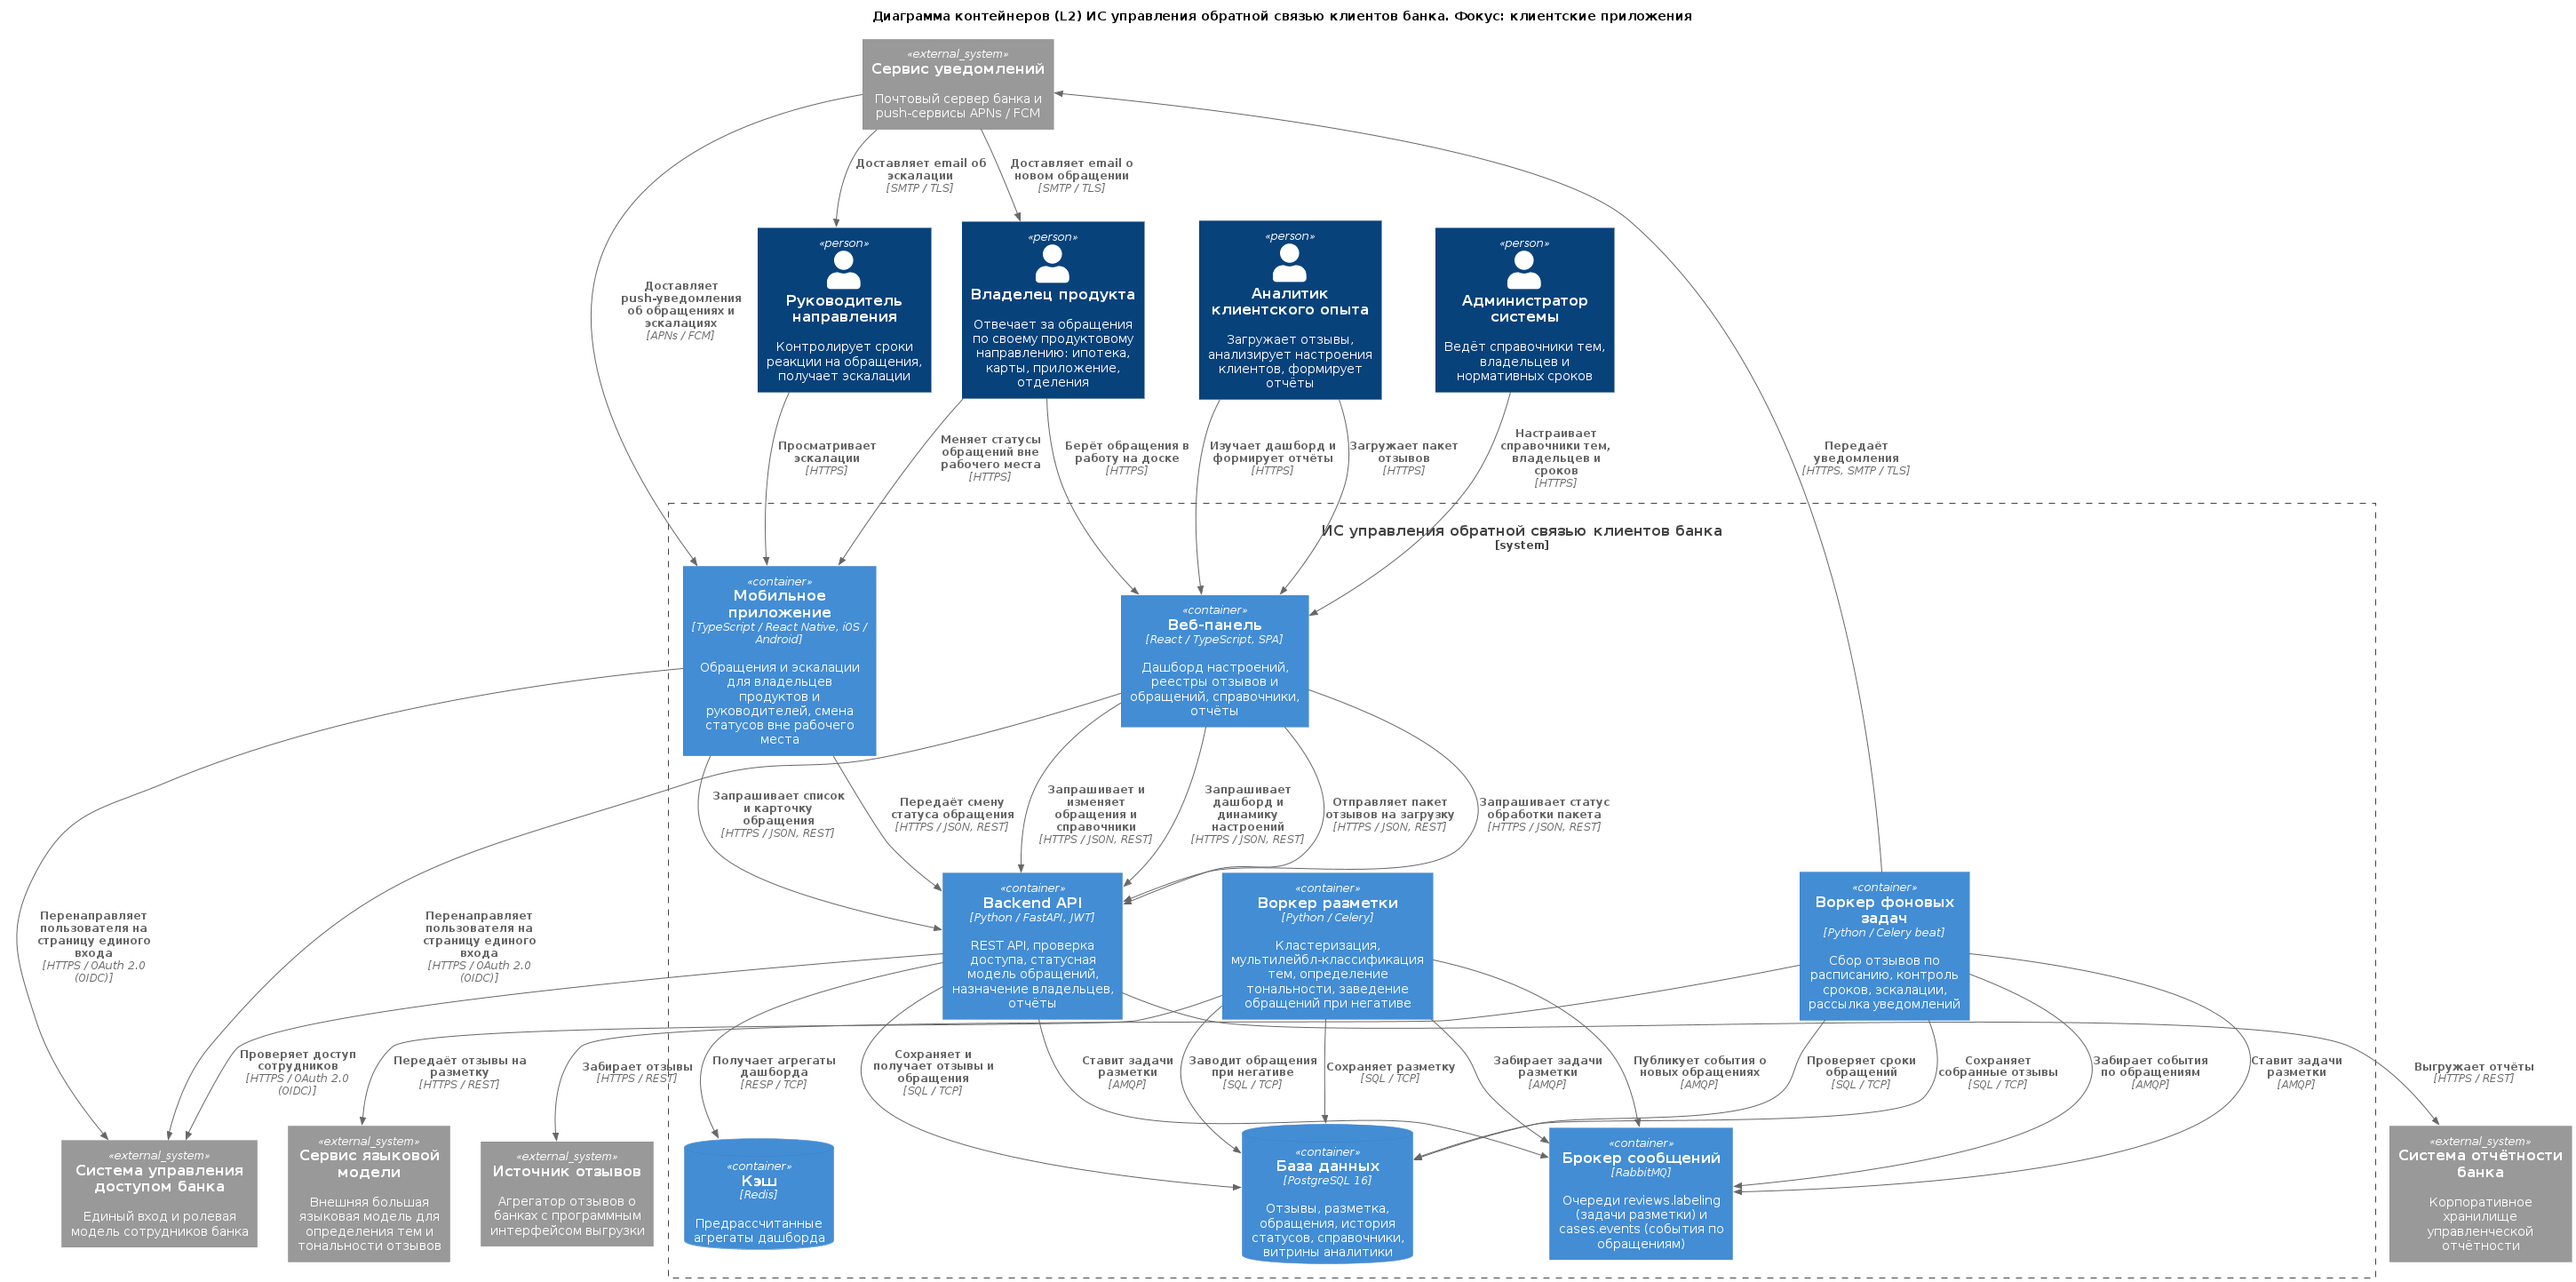 Диаграмма контейнеров (L2) ИС управления обратной связью клиентов банка. Фокус: клиентские приложения
«external_system»
Сервис уведомлений
Почтовый сервер банка и
push-сервисы APNs / FCM
Доставляет email об
эскалации
[SMTP / TLS]
Доставляет email о
новом обращении
[SMTP / TLS]
Доставляет
push-уведомления
об обращениях и
эскалациях
[APNs / FCM]
«person»
Руководитель
направления
Контролирует сроки
реакции на обращения,
получает эскалации
«person»
Владелец продукта
Отвечает за обращения
по своему продуктовому
направлению: ипотека,
карты, приложение,
отделения
«person»
Аналитик
клиентского опыта
Загружает отзывы,
анализирует настроения
клиентов, формирует
отчёты
«person»
Администратор
системы
Ведёт справочники тем,
владельцев и
нормативных сроков
Просматривает
эскалации
[HTTPS]
Меняет статусы
обращений вне
рабочего места
[HTTPS]
Берёт обращения в
работу на доске
[HTTPS]
Изучает дашборд и
формирует отчёты
[HTTPS]
Загружает пакет
отзывов
[HTTPS]
Настраивает
справочники тем,
владельцев и
сроков
[HTTPS]
Передаёт
уведомления
[HTTPS, SMTP / TLS]
ИС управления обратной связью клиентов банка
[system]
«container»
Мобильное
приложение
[TypeScript / React Native, iOS /
Android]
Обращения и эскалации
для владельцев
продуктов и
руководителей, смена
статусов вне рабочего
места
«container»
Веб-панель
[React / TypeScript, SPA]
Дашборд настроений,
реестры отзывов и
обращений, справочники,
отчёты
Запрашивает список
и карточку
обращения
[HTTPS / JSON, REST]
Передаёт смену
статуса обращения
[HTTPS / JSON, REST]
Запрашивает и
изменяет
обращения и
справочники
[HTTPS / JSON, REST]
Запрашивает
дашборд и
динамику
настроений
[HTTPS / JSON, REST]
Отправляет пакет
отзывов на загрузку
[HTTPS / JSON, REST]
Запрашивает статус
обработки пакета
[HTTPS / JSON, REST]
Перенаправляет
пользователя на
страницу единого
входа
[HTTPS / OAuth 2.0
(OIDC)]
Перенаправляет
пользователя на
страницу единого
входа
[HTTPS / OAuth 2.0
(OIDC)]
«container»
Backend API
[Python / FastAPI, JWT]
REST API, проверка
доступа, статусная
модель обращений,
назначение владельцев,
отчёты
«container»
Воркер разметки
[Python / Celery]
Кластеризация,
мультилейбл-классификация
тем, определение
тональности, заведение
обращений при негативе
«container»
Воркер фоновых
задач
[Python / Celery beat]
Сбор отзывов по
расписанию, контроль
сроков, эскалации,
рассылка уведомлений
Проверяет доступ
сотрудников
[HTTPS / OAuth 2.0
(OIDC)]
Передаёт отзывы на
разметку
[HTTPS / REST]
Забирает отзывы
[HTTPS / REST]
Получает агрегаты
дашборда
[RESP / TCP]
Сохраняет и
получает отзывы и
обращения
[SQL / TCP]
Ставит задачи
разметки
[AMQP]
Заводит обращения
при негативе
[SQL / TCP]
Сохраняет разметку
[SQL / TCP]
Забирает задачи
разметки
[AMQP]
Публикует события о
новых обращениях
[AMQP]
Проверяет сроки
обращений
[SQL / TCP]
Сохраняет
собранные отзывы
[SQL / TCP]
Забирает события
по обращениям
[AMQP]
Ставит задачи
разметки
[AMQP]
Выгружает отчёты
[HTTPS / REST]
«external_system»
Система управления
доступом банка
Единый вход и ролевая
модель сотрудников банка
«external_system»
Сервис языковой
модели
Внешняя большая
языковая модель для
определения тем и
тональности отзывов
«external_system»
Источник отзывов
Агрегатор отзывов о
банках с программным
интерфейсом выгрузки
«container»
Кэш
[Redis]
Предрассчитанные
агрегаты дашборда
«container»
База данных
[PostgreSQL 16]
Отзывы, разметка,
обращения, история
статусов, справочники,
витрины аналитики
«container»
Брокер сообщений
[RabbitMQ]
Очереди reviews.labeling
(задачи разметки) и
cases.events (события по
обращениям)
«external_system»
Система отчётности
банка
Корпоративное
хранилище
управленческой
отчётности